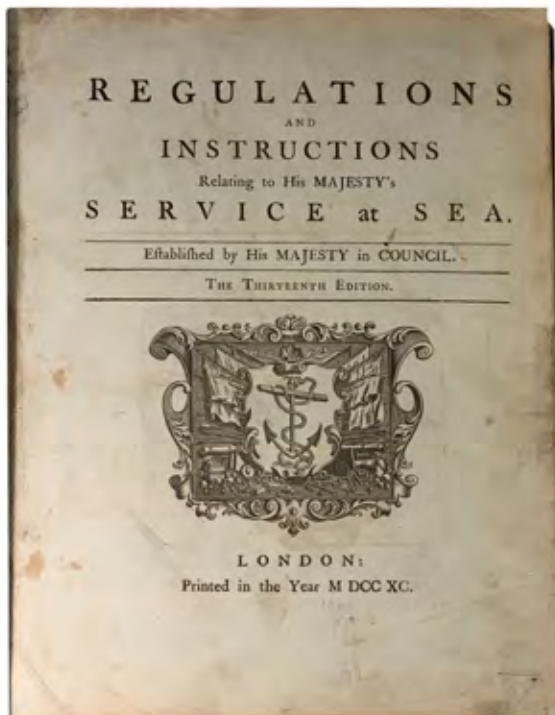 REGULATIONS
AND
INSTRUCTIONS
Relating to His MAJESTY's
SERVICE at SEA.
Eſtabliſhed by His MAJESTY in COUNCIL.
THE THIRTEENTH EDITION.
LONDON:
Printed in the Year M DCC XC.